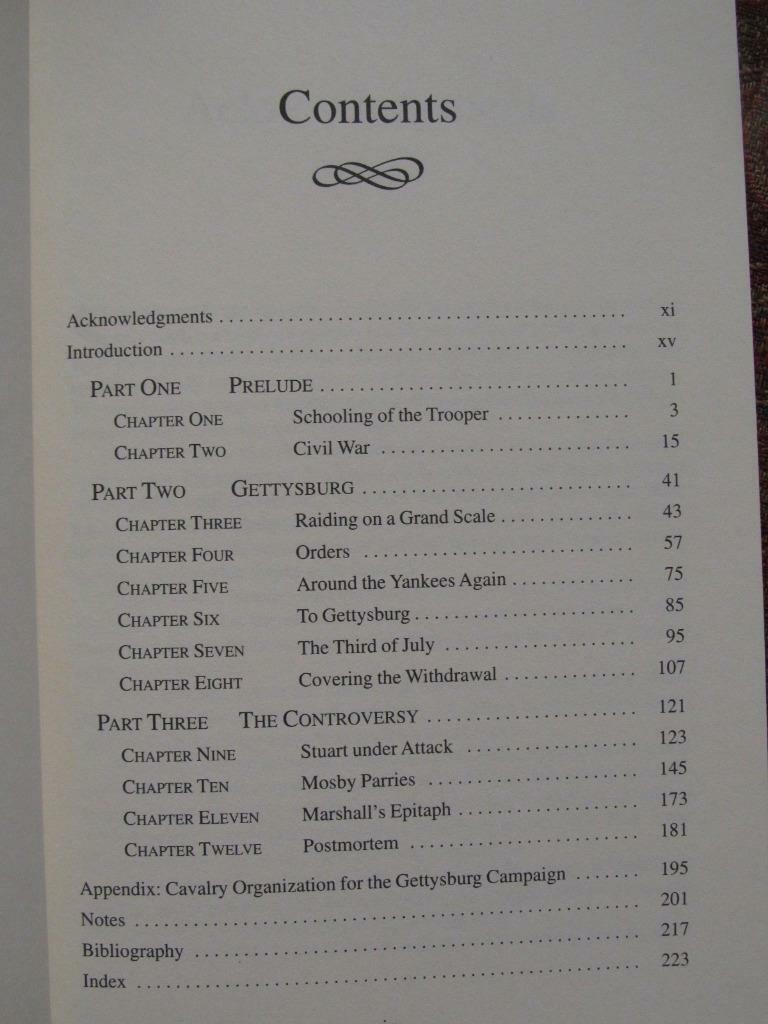 Contents
Acknowledgments . . . . . . . . . . . . . . . . . . . . . . . . . . . . . . . . . . . . . . . . . xi
Introduction . . . . . . . . . . . . . . . . . . . . . . . . . . . . . . . . . . . . . . . . . . . . . . xv
PART ONE PRELUDE . . . . . . . . . . . . . . . . . . . . . . . . . . . . . . . 1
CHAPTER ONE Schooling of the Trooper . . . . . . . . . . . . . . 3
CHAPTER TWO Civil War . . . . . . . . . . . . . . . . . . . . . . . . . 15
PART TWO GETTYSBURG . . . . . . . . . . . . . . . . . . . . . . . . . . . 41
CHAPTER THREE Raiding on a Grand Scale . . . . . . . . . . . . . . 43
CHAPTER FOUR Orders . . . . . . . . . . . . . . . . . . . . . . . . . . . 57
CHAPTER FIVE Around the Yankees Again . . . . . . . . . . . . . 75
CHAPTER SIX To Gettysburg . . . . . . . . . . . . . . . . . . . . . . . 85
CHAPTER SEVEN The Third of July . . . . . . . . . . . . . . . . . . . . 95
CHAPTER EIGHT Covering the Withdrawal . . . . . . . . . . . . . . 107
PART THREE THE CONTROVERSY . . . . . . . . . . . . . . . . . . . . . 121
CHAPTER NINE Stuart under Attack . . . . . . . . . . . . . . . . . . 123
CHAPTER TEN Mosby Parries . . . . . . . . . . . . . . . . . . . . . 145
CHAPTER ELEVEN Marshall's Epitaph . . . . . . . . . . . . . . . . . . 173
CHAPTER TWELVE Postmortem . . . . . . . . . . . . . . . . . . . . . . . 181
Appendix: Cavalry Organization for the Gettysburg Campaign . . . . . . . 195
Notes . . . . . . . . . . . . . . . . . . . . . . . . . . . . . . . . . . . . . . . . . . . . . . . . . . . 201
Bibliography . . . . . . . . . . . . . . . . . . . . . . . . . . . . . . . . . . . . . . . . . . . . . 217
Index . . . . . . . . . . . . . . . . . . . . . . . . . . . . . . . . . . . . . . . . . . . . . . . . . . . 223